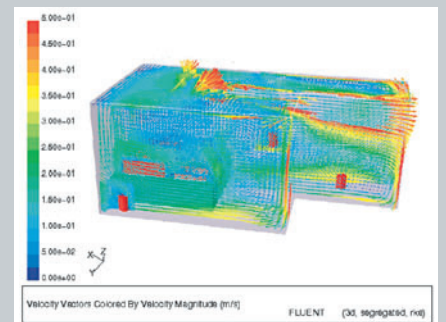 5.00e-01
4.50e-01
4.00e-01
3.50e-01
3.00e-01
2.50e-01
2.00e-01
1.50e-01
1.00e-01
5.00e-02
0.00e+00
Z
X
Y
Velocity Vectors Colored By Velocity Magnitude (m/s)
FLUENT (3d, segregated, rke)